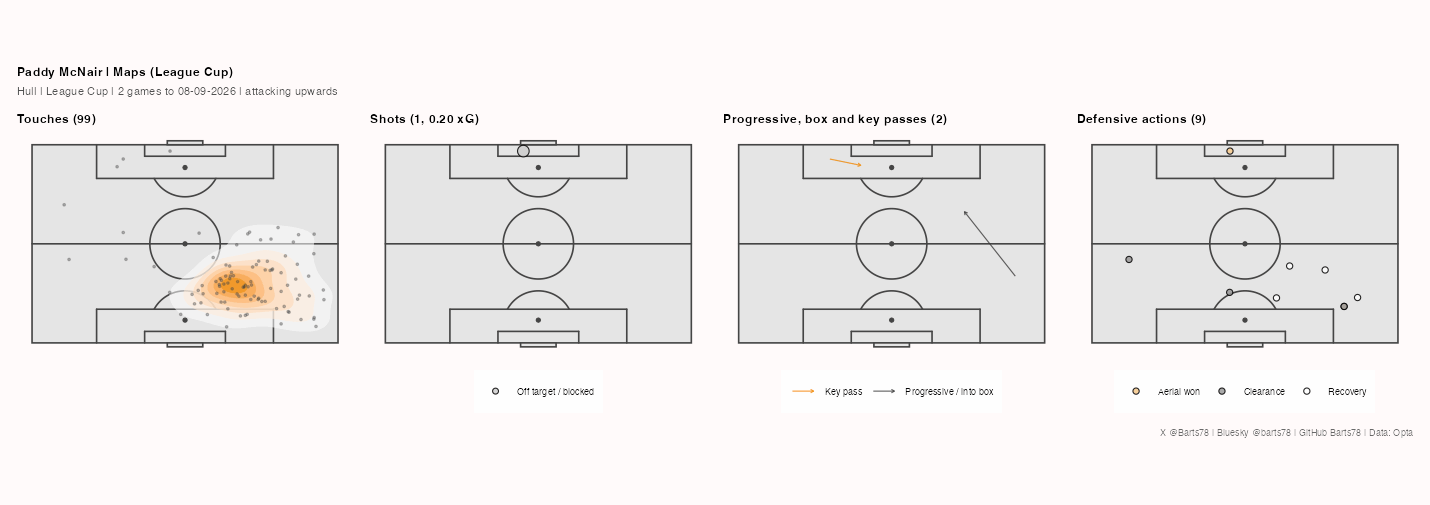 Paddy McNair | Maps (League Cup)
Hull | League Cup | 2 games to 08-09-2026 | attacking upwards
Touches (99)
Shots (1, 0.20 xG)
Progressive, box and key passes (2)
Defensive actions (9)
Off target / blocked
Key pass
Progressive / into box
Aerial won
Clearance
Recovery
X @Barts78 | Bluesky @barts78 | GitHub Barts78 | Data: Opta